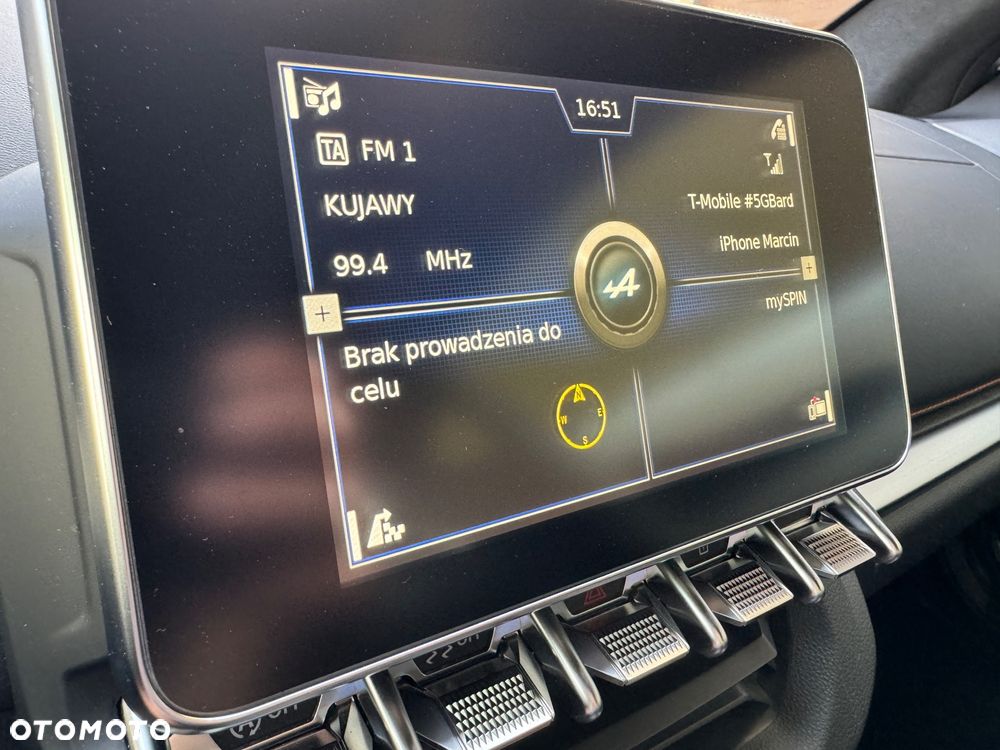 16:51
TA FM 1
KUJAWY
99.4 MHz
T-Mobile #5GBard
iPhone Marcin
mySPIN
Brak prowadzenia do
celu
A
W E
S
OFF
OTOMOTO